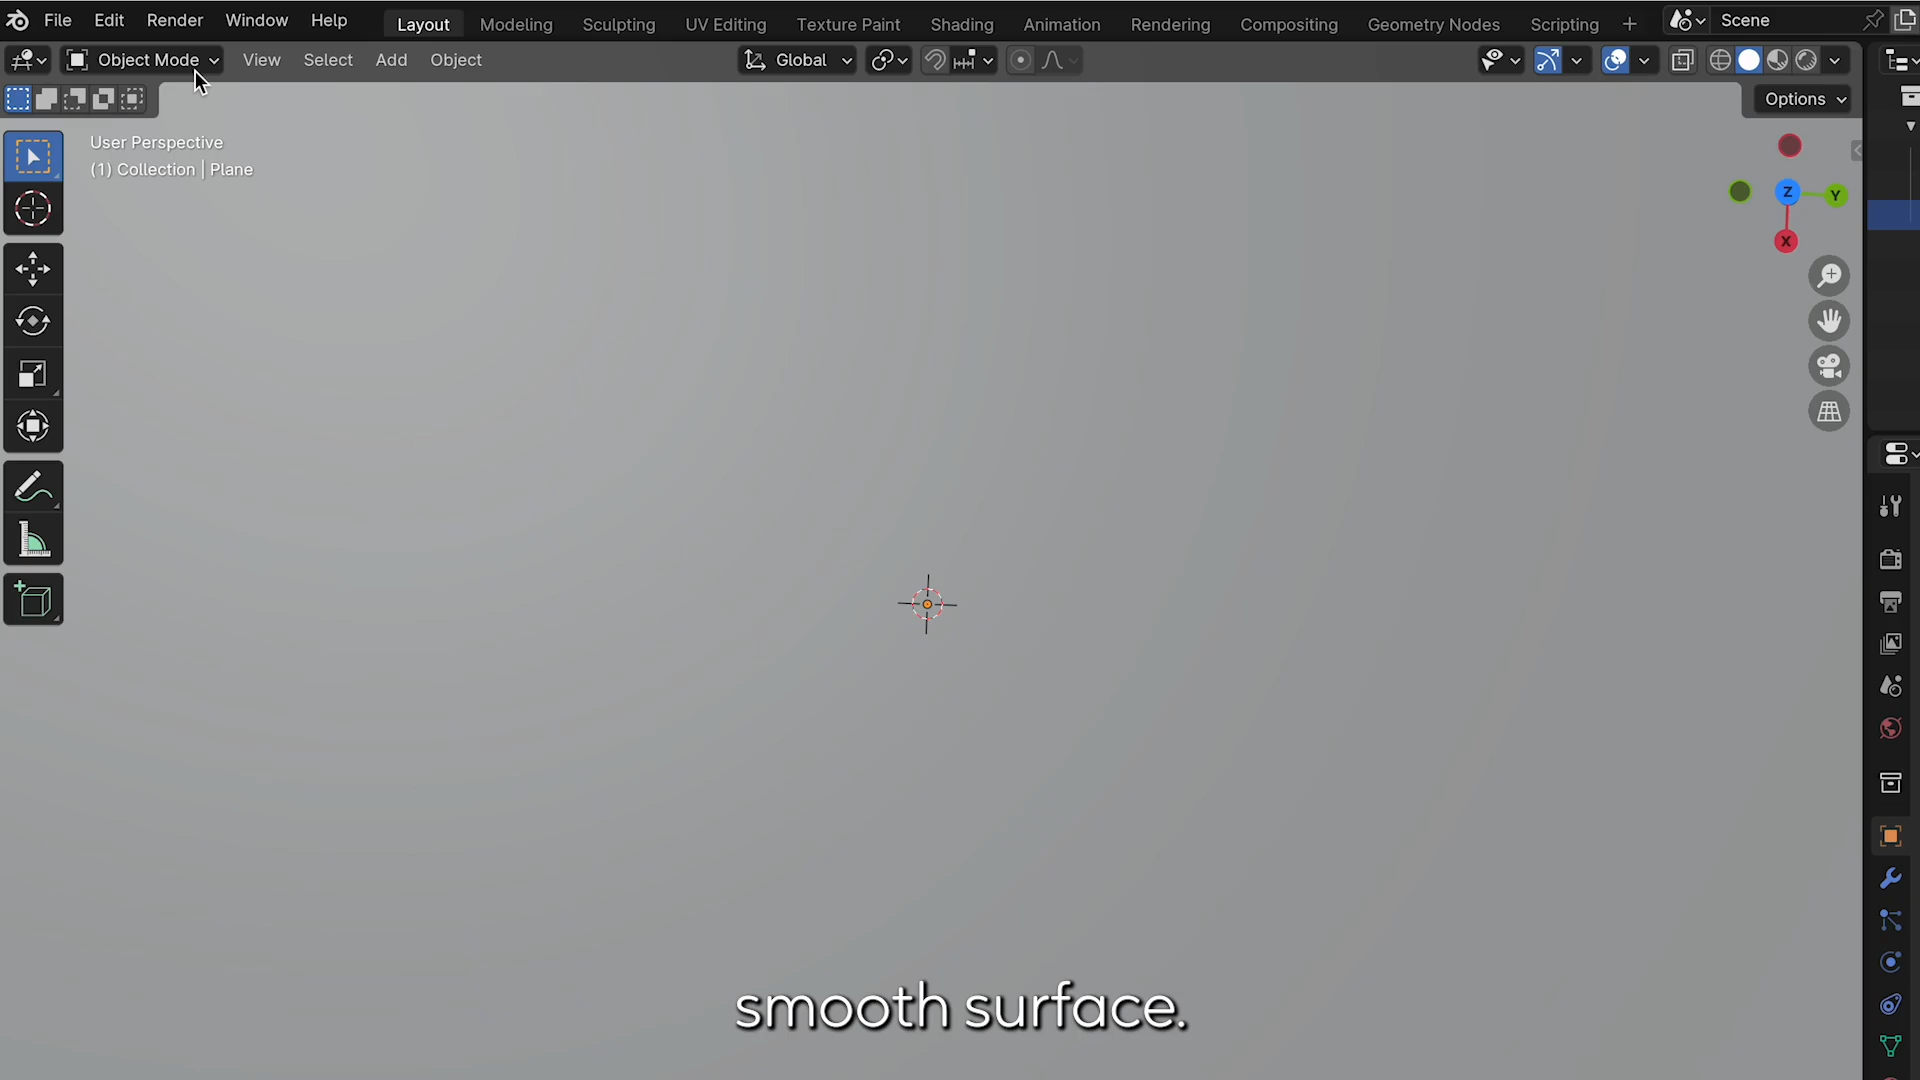 File Edit Render Window Help Layout Modeling Sculpting UV Editing Texture Paint Shading Animation Rendering Compositing Geometry Nodes Scripting + Scene
Object Mode View Select Add Object Global
Options
User Perspective
(1) Collection | Plane
Z
Y
X
smooth surface.